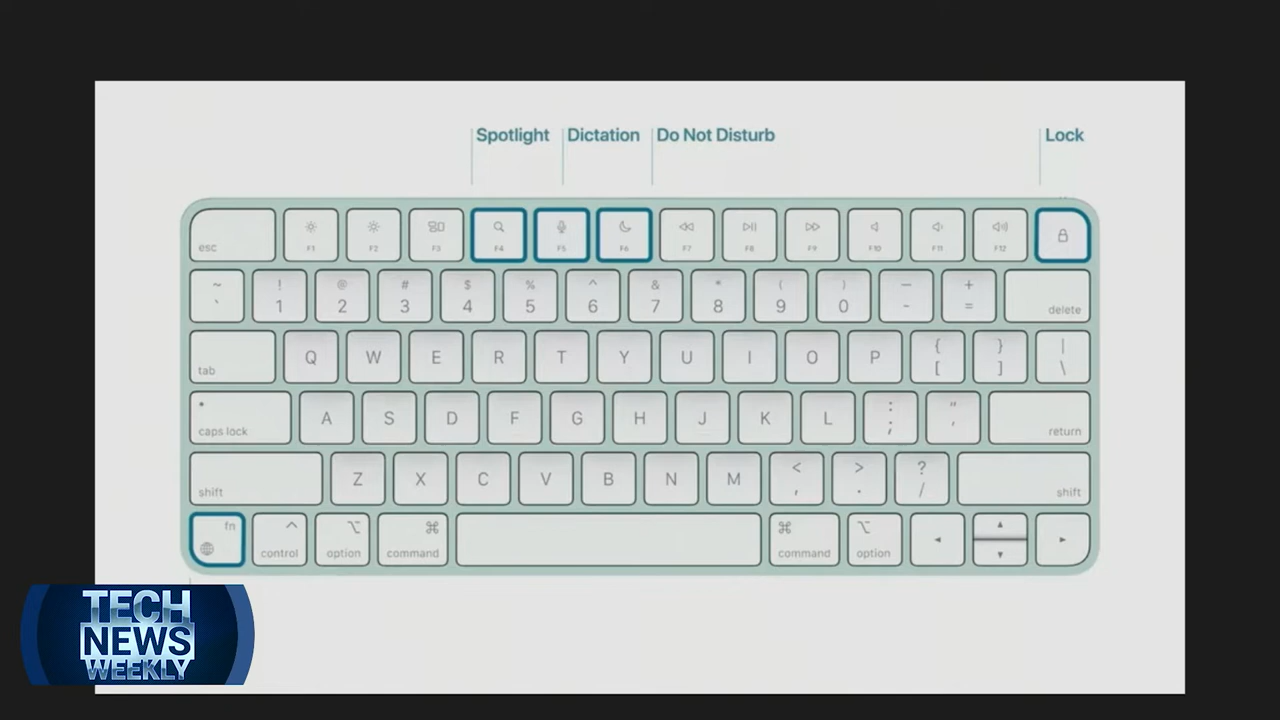 Spotlight Dictation Do Not Disturb Lock
esc F1 F2 F3 F4 F5 F6 F7 F8 F9 F10 F11 F12
~ ! @ # $ % ^ & * ( ) — +
` 1 2 3 4 5 6 7 8 9 0 - = delete
tab Q W E R T Y U I O P { [ } ] | \
caps lock A S D F G H J K L : ; " ' return
shift Z X C V B N M < , > . ? / shift
fn control option command command option
TECH
NEWS
WEEKLY